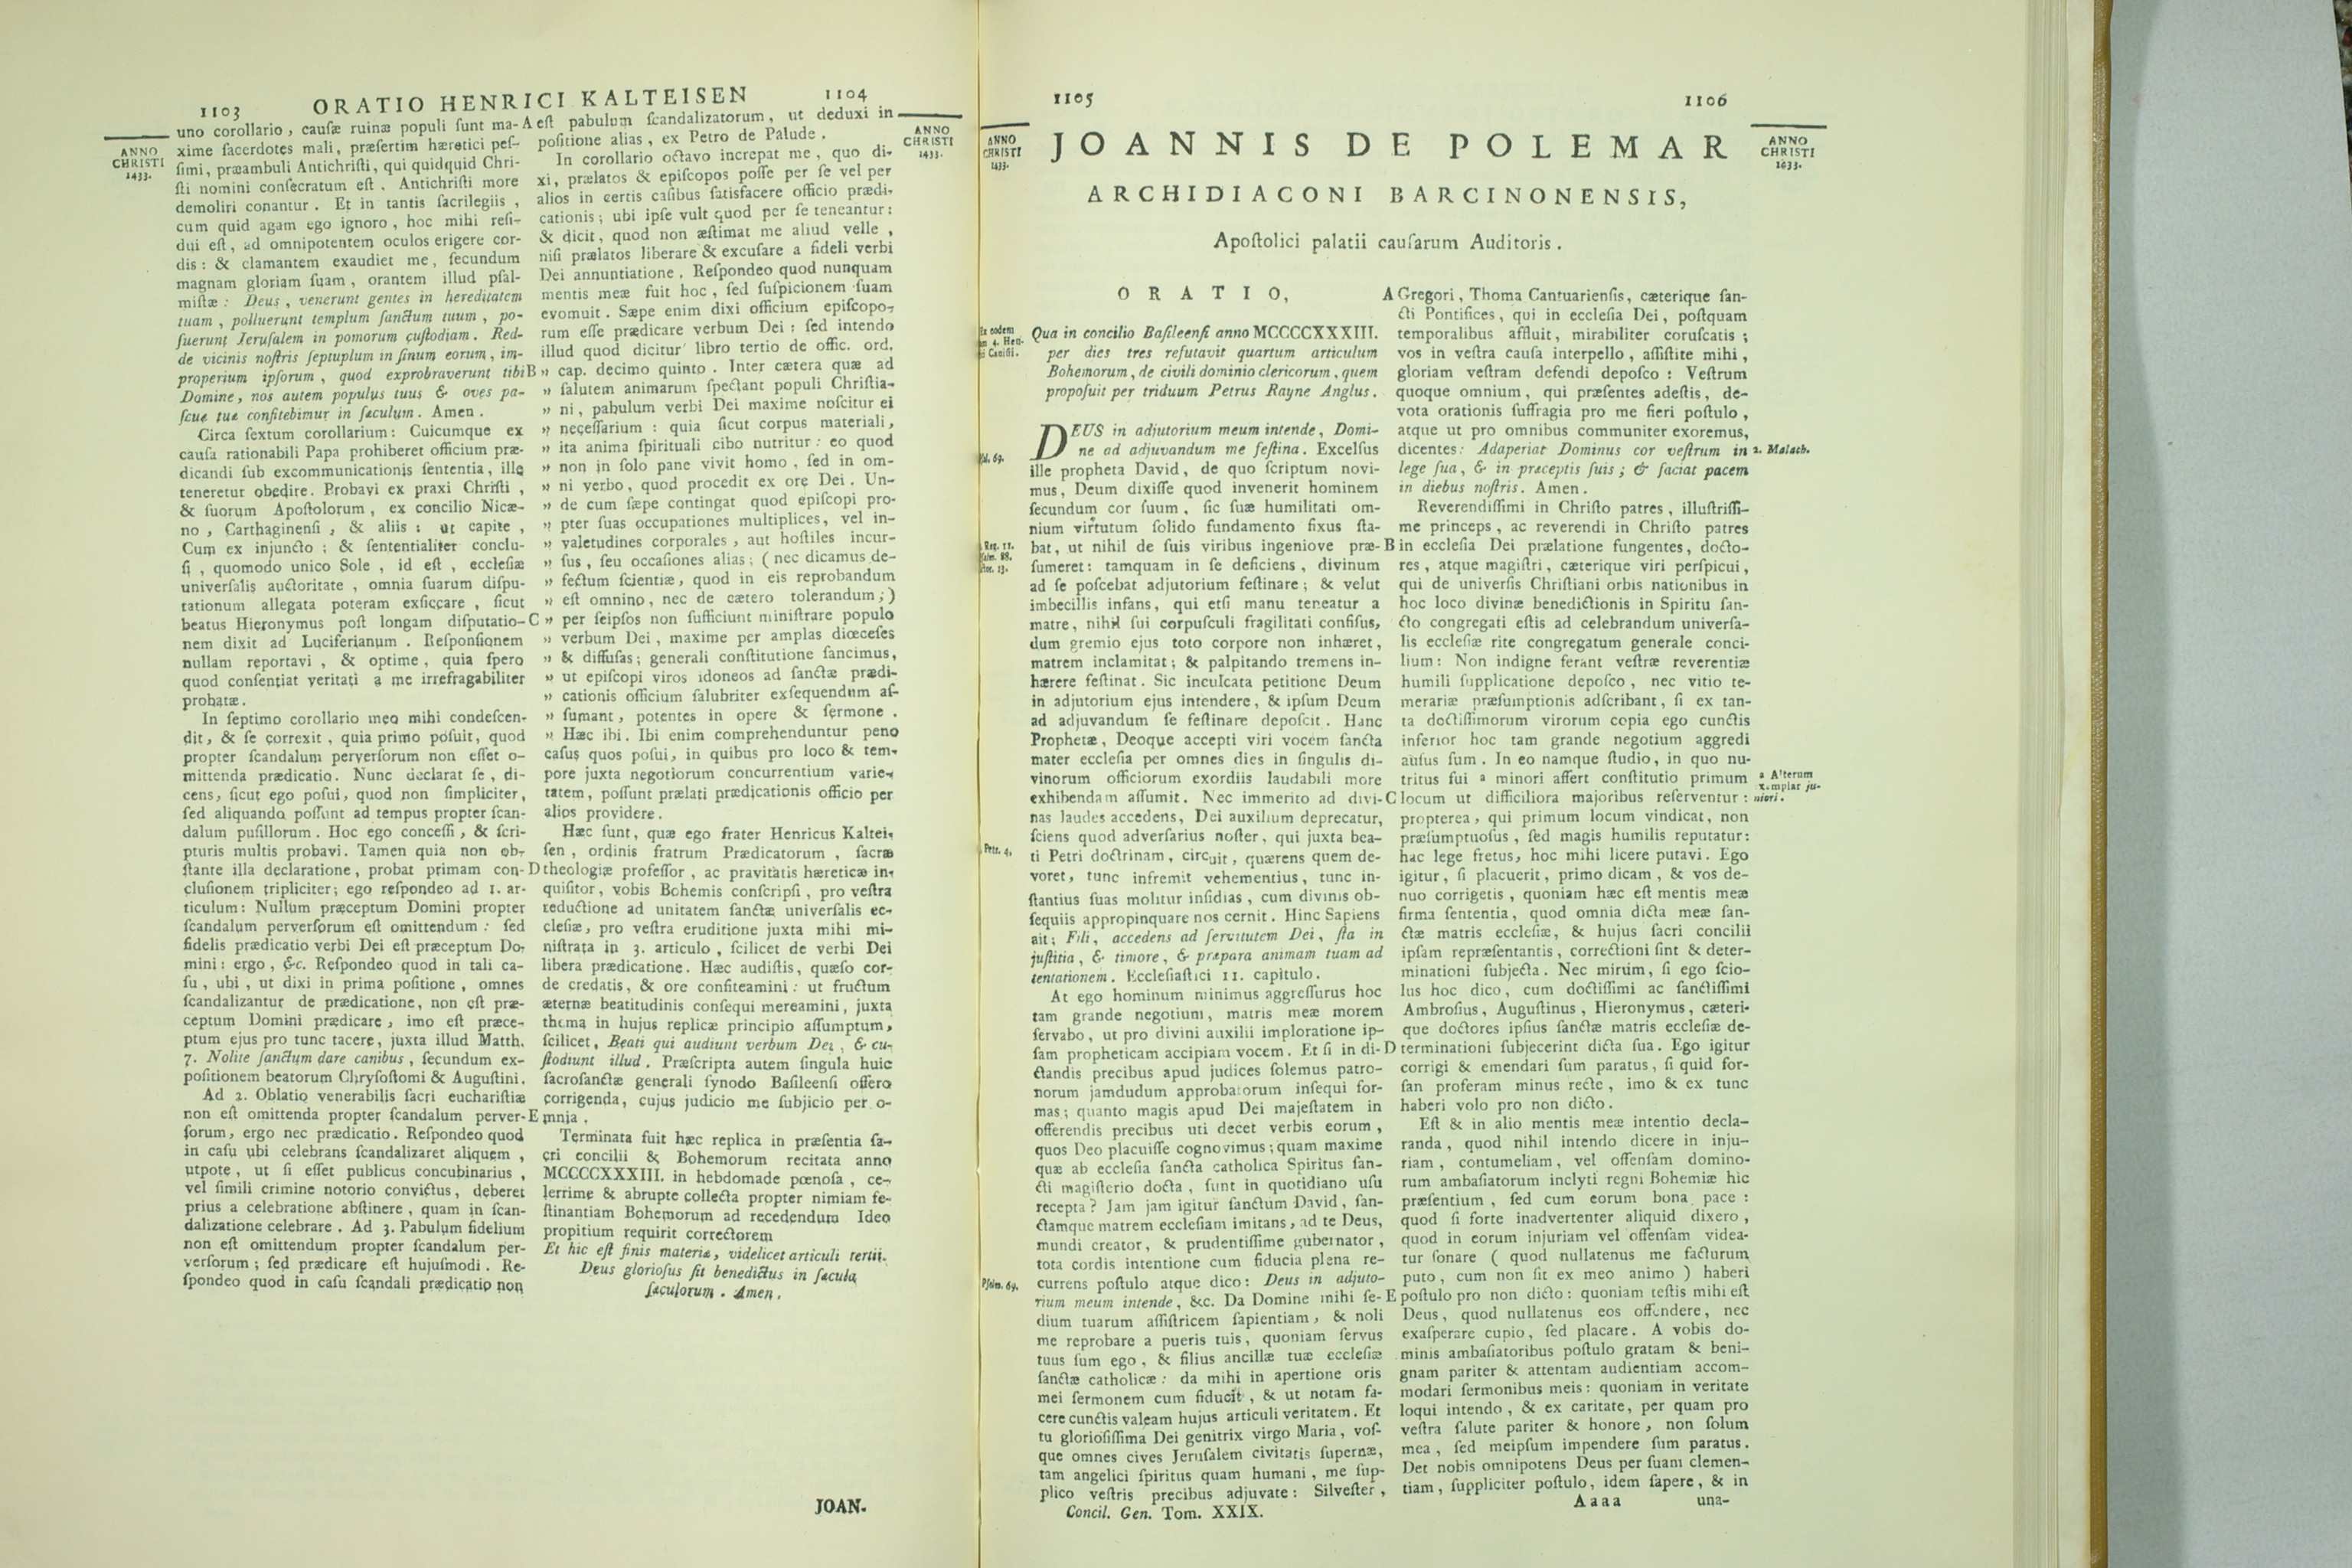 1103 ORATIO HENRICI KALTEISEN 1104
ANNO
CHRISTI
1433.
uno corollario, cauſæ ruinæ populi ſunt ma-
xime ſacerdotes mali, præſertim hæretici peſ-
ſimi, præambuli Antichriſti, qui quidquid Chri-
ſti nomini conſecratum eſt. Antichriſti more
demoliri conantur. Et in tantis ſacrilegiis,
cum quid agam ego ignoro, hoc mihi reſi-
dui eſt, ad omnipotentem oculos erigere cor-
dis: & clamantem exaudiet me, ſecundum
magnam gloriam ſuam, orantem illud pſal-
miſtæ: Deus, venerunt gentes in hereditatem
tuam, polluerunt templum ſanctum tuum, po-
ſuerunt Jeruſalem in pomorum cuſtodiam. Red-
de vicinis noſtris ſeptuplum in ſinum eorum, im-
properium ipſorum, quod exprobraverunt tibi
Domine, nos autem populus tuus & oves pa-
ſcuæ tuæ confitebimur in ſæculum. Amen.
Circa ſextum corollarium: Cuicumque ex
cauſa rationabili Papa prohiberet officium præ-
dicandi ſub excommunicationis ſententia, ille
teneretur obedire. Probavi ex praxi Chriſti,
& ſuorum Apoſtolorum, ex concilio Nicæ-
no, Carthaginenſi, & aliis: ut capite,
Cum ex injuncto; & ſententialiter conclu-
ſi, quomodo unico Sole, id eſt, eccleſiæ
univerſalis auctoritate, omnia ſuarum diſpu-
tationum allegata poteram exſiccare, ſicut
beatus Hieronymus poſt longam diſputatio-
nem dixit ad Luciferianum. Reſponſionem
nullam reportavi, & optime, quia ſpero
quod conſentiat veritati a me irrefragabiliter
probatæ.
In ſeptimo corollario meo mihi condeſcen-
dit, & ſe correxit, quia primo poſuit, quod
propter ſcandalum perverſorum non eſſet o-
mittenda prædicatio. Nunc declarat ſe, di-
cens, ſicut ego poſui, quod non ſimpliciter,
ſed aliquando poſſunt ad tempus propter ſcan-
dalum puſillorum. Hoc ego conceſſi, & ſcri-
pturis multis probavi. Tamen quia non ob-
ſtante illa declaratione, probat primam con-
cluſionem tripliciter; ego reſpondeo ad 1. ar-
ticulum: Nullum præceptum Domini propter
ſcandalum perverſorum eſt omittendum: ſed
fidelis prædicatio verbi Dei eſt præceptum Do-
mini: ergo, &c. Reſpondeo quod in tali ca-
ſu, ubi, ut dixi in prima poſitione, omnes
ſcandalizantur de prædicatione, non eſt præ-
ceptum Domini prædicare, imo eſt præce-
ptum ejus pro tunc tacere, juxta illud Matth.
7. Nolite ſanctum dare canibus, ſecundum ex-
poſitionem beatorum Chryſoſtomi & Auguſtini.
Ad 2. Oblatio venerabilis ſacri euchariſtiæ
non eſt omittenda propter ſcandalum perver-
ſorum, ergo nec prædicatio. Reſpondeo quod
in caſu ubi celebrans ſcandalizaret aliquem,
utpote, ut ſi eſſet publicus concubinarius,
vel ſimili crimine notorio convictus, deberet
prius a celebratione abſtinere, quam in ſcan-
dalizatione celebrare. Ad 3. Pabulum fidelium
non eſt omittendum propter ſcandalum per-
verſorum; ſed prædicare eſt hujuſmodi. Re-
ſpondeo quod in caſu ſcandali prædicatio non
A eſt pabulum ſcandalizatorum, ut deduxi in
poſitione alias, ex Petro de Palude.
In corollario octavo increpat me, quo di-
xi, prælatos & epiſcopos poſſe per ſe vel per
alios in certis caſibus ſatisfacere officio prædi-
cationis; ubi ipſe vult quod per ſe teneantur:
& dicit, quod non æſtimat me aliud velle,
niſi prælatos liberare & excuſare a fideli verbi
Dei annuntiatione. Reſpondeo quod nunquam
mentis meæ fuit hoc, ſed ſuſpicionem ſuam
evomuit. Sæpe enim dixi officium epiſcopo-
rum eſſe prædicare verbum Dei: ſed intendo
illud quod dicitur libro tertio de offic. ord.
B „ cap. decimo quinto. Inter cætera quæ ad
„ ſalutem animarum ſpectant populi Chriſtia-
„ ni, pabulum verbi Dei maxime noſcitur ei
„ neceſſarium: quia ſicut corpus materiali,
„ ita anima ſpirituali cibo nutritur: eo quod
„ non in ſolo pane vivit homo, ſed in om-
„ ni verbo, quod procedit ex ore Dei. Un-
„ de cum ſæpe contingat quod epiſcopi pro-
„ pter ſuas occupationes multiplices, vel in-
„ valetudines corporales, aut hoſtiles incur-
„ ſus, ſeu occaſiones alias; (nec dicamus de-
„ fectum ſcientiæ, quod in eis reprobandum
„ eſt omnino, nec de cætero tolerandum;)
C „ per ſeipſos non ſufficiunt miniſtrare populo
„ verbum Dei, maxime per amplas diœceſes
„ & diffuſas; generali conſtitutione ſancimus,
„ ut epiſcopi viros idoneos ad ſanctæ prædi-
„ cationis officium ſalubriter exſequendum aſ-
„ ſumant, potentes in opere & ſermone.
„ Hæc ibi. Ibi enim comprehenduntur pene
caſus quos poſui, in quibus pro loco & tem-
pore juxta negotiorum concurrentium varie-
tatem, poſſunt prælati prædicationis officio per
alios providere.
Hæc ſunt, quæ ego frater Henricus Kaltei-
ſen, ordinis fratrum Prædicatorum, ſacræ
D theologiæ profeſſor, ac pravitatis hæreticæ in-
quiſitor, vobis Bohemis conſcripſi, pro veſtra
reductione ad unitatem ſanctæ univerſalis ec-
cleſiæ, pro veſtra eruditione juxta mihi mi-
niſtrata in 3. articulo, ſcilicet de verbi Dei
libera prædicatione. Hæc audiſtis, quæſo cor-
de credatis, & ore confiteamini: ut fructum
æternæ beatitudinis conſequi mereamini, juxta
thema in hujus replicæ principio aſſumptum,
ſcilicet, Beati qui audiunt verbum Dei, & cu-
ſtodiunt illud. Præſcripta autem ſingula huic
ſacroſanctæ generali ſynodo Baſileenſi offero
corrigenda, cujus judicio me ſubjicio per o-
E mnia.
Terminata fuit hæc replica in præſentia ſa-
cri concilii & Bohemorum recitata anno
MCCCCXXXIII. in hebdomade pœnoſa, ce-
lerrime & abrupte collecta propter nimiam fe-
ſtinantiam Bohemorum ad recedendum Ideo
propitium requirit correctorem
Et hic eſt finis materiæ, videlicet articuli tertii.
Deus glorioſus ſit benedictus in ſæcula
ſæculorum. Amen.
ANNO
CHRISTI
1433.
JOAN-
1105 1106
ANNO
CHRISTI
1433.
JOANNIS DE POLEMAR
ANNO
CHRISTI
1433.
ARCHIDIACONI BARCINONENSIS,
Apoſtolici palatii cauſarum Auditoris.
ORATIO,
Ex eodem
Qua in concilio Baſileenſi anno MCCCCXXXIII.
per dies tres refutavit quartum articulum
Bohemorum, de civili dominio clericorum, quem
propoſuit per triduum Petrus Rayne Anglus.
DEUS in adjutorium meum intende, Domi-
ne ad adjuvandum me feſtina. Excelſus
ille propheta David, de quo ſcriptum novi-
mus, Deum dixiſſe quod invenerit hominem
ſecundum cor ſuum, ſic ſuæ humilitati om-
nium virtutum ſolido fundamento fixus ſta-
bat, ut nihil de ſuis viribus ingeniove præ-
ſumeret: tamquam in ſe deficiens, divinum
ad ſe poſcebat adjutorium feſtinare; & velut
imbecillis infans, qui etſi manu teneatur a
matre, nihil ſui corpuſculi fragilitati confiſus,
dum gremio ejus toto corpore non inhæret,
matrem inclamitat; & palpitando tremens in-
hærere feſtinat. Sic inculcata petitione Deum
in adjutorium ejus intendere, & ipſum Deum
ad adjuvandum ſe feſtinare depoſcit. Hanc
Prophetæ, Deoque accepti viri vocem ſancta
mater eccleſia per omnes dies in ſingulis di-
vinorum officiorum exordiis laudabili more
exhibendam aſſumit. Nec immerito ad divi-
nas laudes accedens, Dei auxilium deprecatur,
ſciens quod adverſarius noſter, qui juxta bea-
ti Petri doctrinam, circuit, quærens quem de-
voret, tunc infremit vehementius, tunc in-
ſtantius ſuas molitur inſidias, cum divinis ob-
ſequiis appropinquare nos cernit. Hinc Sapiens
ait; Fili, accedens ad ſervitutem Dei, ſta in
juſtitia, & timore, & præpara animam tuam ad
tentationem. Eccleſiaſtici 11. capitulo.
At ego hominum minimus aggreſſurus hoc
tam grande negotium, matris meæ morem
ſervabo, ut pro divini auxilii imploratione ip-
ſam propheticam accipiam vocem. Et ſi in di-
ctandis precibus apud judices ſolemus patro-
norum jamdudum approbatorum inſequi for-
mas; quanto magis apud Dei majeſtatem in
offerendis precibus uti decet verbis eorum,
quos Deo placuiſſe cognovimus; quam maxime
quæ ab eccleſia ſancta catholica Spiritus ſan-
cti magiſterio docta, ſunt in quotidiano uſu
recepta? Jam jam igitur ſanctum David, ſan-
ctamque matrem eccleſiam imitans, ad te Deus,
mundi creator, & prudentiſſime gubernator,
tota cordis intentione cum fiducia plena re-
currens poſtulo atque dico: Deus in adjuto-
rium meum intende, &c. Da Domine mihi ſe-
dium tuarum aſſiſtricem ſapientiam, & noli
me reprobare a pueris tuis, quoniam ſervus
tuus ſum ego, & filius ancillæ tuæ eccleſiæ
ſanctæ catholicæ: da mihi in apertione oris
mei ſermonem cum fiducit, & ut notam fa-
cere cunctis valeam hujus articuli veritatem. Et
tu glorioſiſſima Dei genitrix virgo Maria, voſ-
que omnes cives Jeruſalem civitatis ſupernæ,
tam angelici ſpiritus quam humani, me ſup-
plico veſtris precibus adjuvate: Silveſter,
Pſalm. 69.
Concil. Gen. Tom. XXIX.
A Gregori, Thoma Cantuarienſis, cæterique ſan-
cti Pontifices, qui in eccleſia Dei, poſtquam
temporalibus affluit, mirabiliter coruſcatis;
vos in veſtra cauſa interpello, aſſiſtite mihi,
gloriam veſtram defendi depoſco: Veſtrum
quoque omnium, qui præſentes adeſtis, de-
vota orationis ſuffragia pro me fieri poſtulo,
atque ut pro omnibus communiter exoremus,
dicentes: Adaperiat Dominus cor veſtrum in
lege ſua, & in præceptis ſuis; & faciat pacem
in diebus noſtris. Amen.
Reverendiſſimi in Chriſto patres, illuſtriſſi-
me princeps, ac reverendi in Chriſto patres
B in eccleſia Dei prælatione fungentes, docto-
res, atque magiſtri, cæterique viri perſpicui,
qui de univerſis Chriſtiani orbis nationibus in
hoc loco divinæ benedictionis in Spiritu ſan-
cto congregati eſtis ad celebrandum univerſa-
lis eccleſiæ rite congregatum generale conci-
lium: Non indigne ferant veſtræ reverentiæ
humili ſupplicatione depoſco, nec vitio te-
merariæ præſumptionis adſcribant, ſi ex tan-
ta doctiſſimorum virorum copia ego cunctis
inferior hoc tam grande negotium aggredi
auſus ſum. In eo namque ſtudio, in quo nu-
tritus fui a minori affert conſtitutio primum
C locum ut difficiliora majoribus reſerventur:
propterea, qui primum locum vindicat, non
præſumptuoſus, ſed magis humilis reputatur:
hac lege fretus, hoc mihi licere putavi. Ego
igitur, ſi placuerit, primo dicam, & vos de-
nuo corrigetis, quoniam hæc eſt mentis meæ
firma ſententia, quod omnia dicta meæ ſan-
ctæ matris eccleſiæ, & hujus ſacri concilii
ipſam repræſentantis, correctioni ſint & deter-
minationi ſubjecta. Nec mirum, ſi ego ſcio-
lus hoc dico, cum doctiſſimi ac ſanctiſſimi
Ambroſius, Auguſtinus, Hieronymus, cæteri-
que doctores ipſius ſanctæ matris eccleſiæ de-
D terminationi ſubjecerint dicta ſua. Ego igitur
corrigi & emendari ſum paratus, ſi quid for-
ſan proferam minus recte, imo & ex tunc
haberi volo pro non dicto.
Eſt & in alio mentis meæ intentio decla-
randa, quod nihil intendo dicere in inju-
riam, contumeliam, vel offenſam domino-
rum ambaſiatorum inclyti regni Bohemiæ hic
præſentium, ſed cum eorum bona pace:
quod ſi forte inadvertenter aliquid dixero,
quod in eorum injuriam vel offenſam videa-
tur ſonare (quod nullatenus me facturum
puto, cum non ſit ex meo animo) haberi
E poſtulo pro non dicto: quoniam teſtis mihi eſt
Deus, quod nullatenus eos offendere, nec
exaſperare cupio, ſed placare. A vobis do-
minis ambaſiatoribus poſtulo gratam & beni-
gnam pariter & attentam audientiam accom-
modari ſermonibus meis: quoniam in veritate
loqui intendo, & ex caritate, per quam pro
veſtra ſalute pariter & honore, non ſolum
mea, ſed meipſum impendere ſum paratus.
Det nobis omnipotens Deus per ſuam clemen-
tiam, ſuppliciter poſtulo, idem ſapere, & in
2. Malach.
a Alterum
exemplar ju-
niori.
Aaaa una-